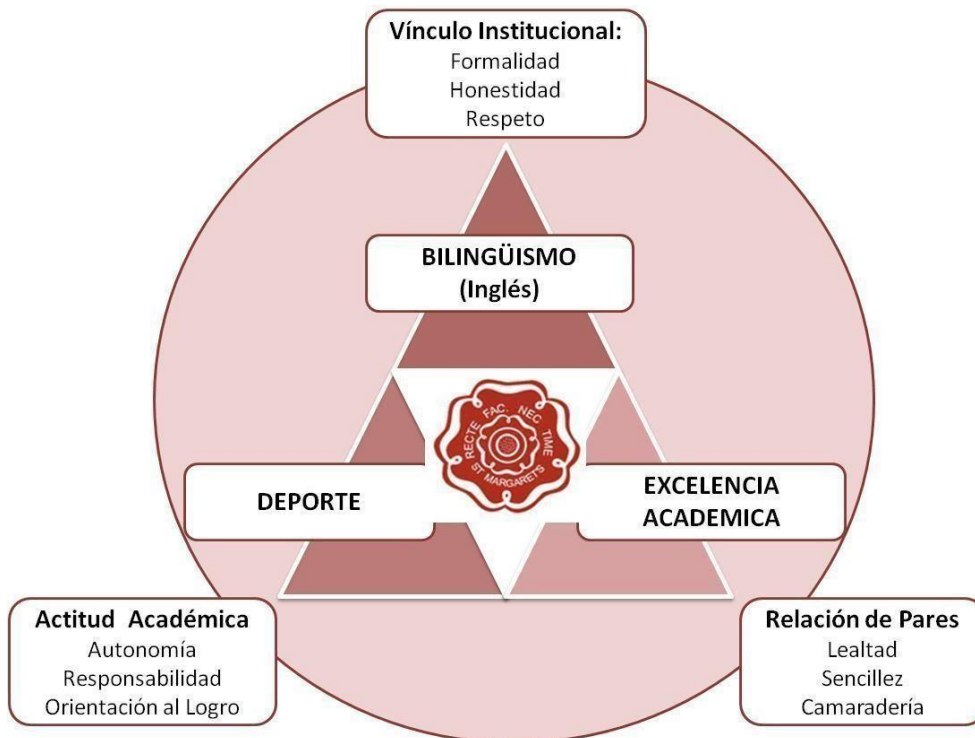 Vínculo Institucional:
Formalidad
Honestidad
Respeto
BILINGÜISMO
(Inglés)
RECTE FAC. NEC TIME
ST MARGARET'S
DEPORTE
EXCELENCIA
ACADEMICA
Actitud Académica
Autonomía
Responsabilidad
Orientación al Logro
Relación de Pares
Lealtad
Sencillez
Camaradería